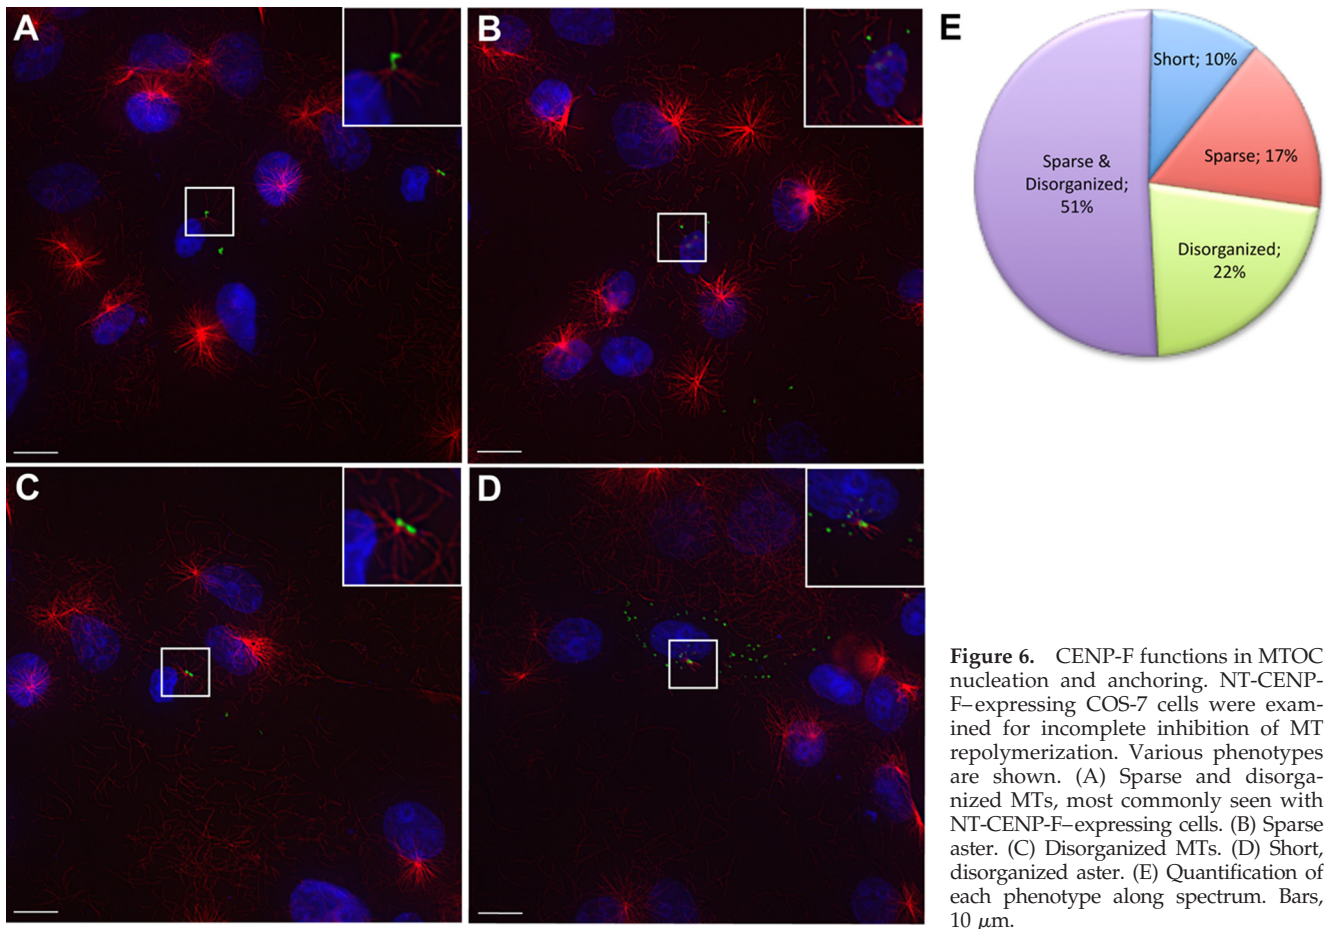 A
B
C
D
E
Short; 10%
Sparse; 17%
Disorganized;
22%
Sparse &
Disorganized;
51%
Figure 6. CENP-F functions in MTOC
nucleation and anchoring. NT-CENP-
F–expressing COS-7 cells were exam-
ined for incomplete inhibition of MT
repolymerization. Various phenotypes
are shown. (A) Sparse and disorga-
nized MTs, most commonly seen with
NT-CENP-F–expressing cells. (B) Sparse
aster. (C) Disorganized MTs. (D) Short,
disorganized aster. (E) Quantification of
each phenotype along spectrum. Bars,
10 μm.